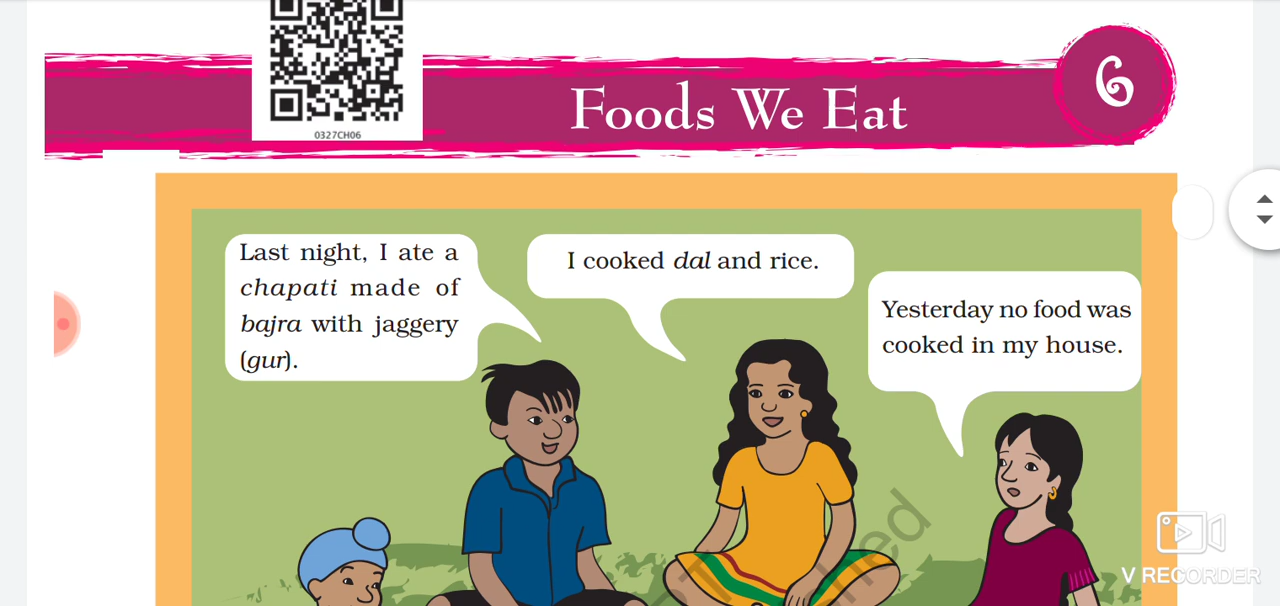 0327CH06
Foods We Eat
6
Last night, I ate a
chapati made of
bajra with jaggery
(gur).
I cooked dal and rice.
Yesterday no food was
cooked in my house.
V RECORDER